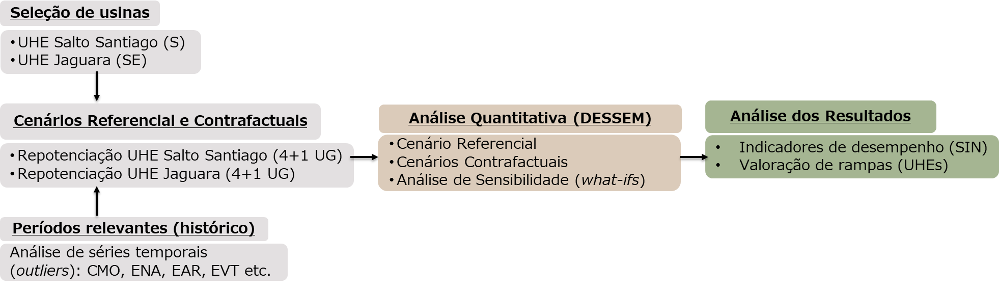 Seleção de usinas
•UHE Salto Santiago (S)
•UHE Jaguara (SE)
Cenários Referencial e Contrafactuais
•Repotenciação UHE Salto Santiago (4+1 UG)
•Repotenciação UHE Jaguara (4+1 UG)
Períodos relevantes (histórico)
Análise de séries temporais
(outliers): CMO, ENA, EAR, EVT etc.
Análise Quantitativa (DESSEM)
•Cenário Referencial
•Cenários Contrafactuais
•Análise de Sensibilidade (what-ifs)
Análise dos Resultados
• Indicadores de desempenho (SIN)
• Valoração de rampas (UHEs)